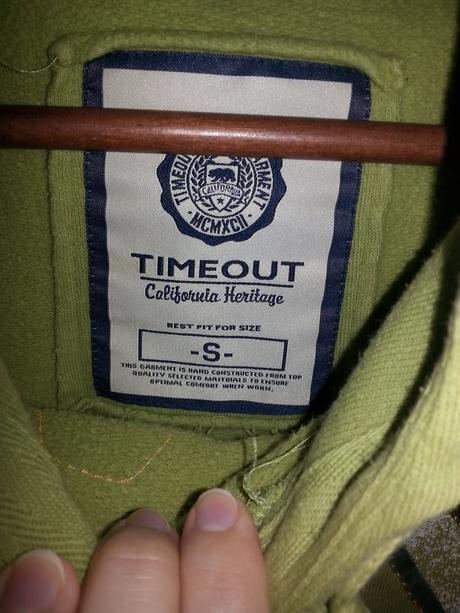 TIMEOUT
CALIFORNIA
MCMXCII
TIMEOUT
California Heritage
BEST FIT FOR SIZE
-S-
THIS GARMENT IS HAND CONSTRUCTED FROM TOP
QUALITY SELECTED MATERIALS TO ENSURE
OPTIMAL COMFORT WHEN WORN.